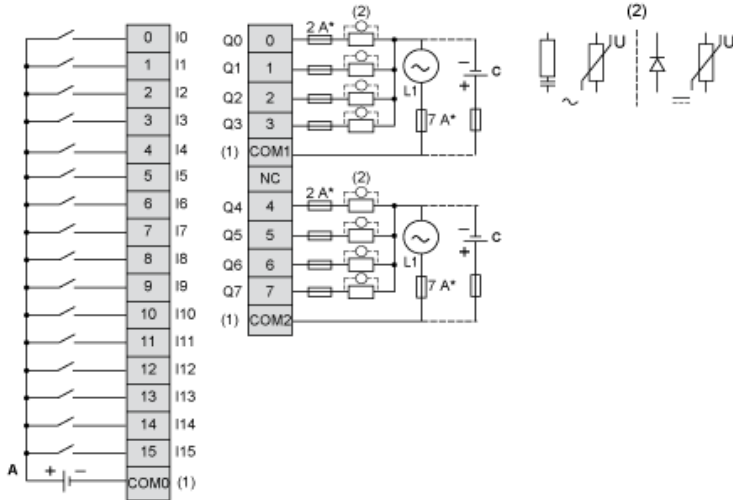 0 I0
1 I1
2 I2
3 I3
4 I4
5 I5
6 I6
7 I7
8 I8
9 I9
10 I10
11 I11
12 I12
13 I13
14 I14
15 I15
A + − COM0 (1)
Q0 0 2 A* (2)
Q1 1
Q2 2
Q3 3
(1) COM1
L1 7 A*
− + C
NC
Q4 4 2 A* (2)
Q5 5
Q6 6
Q7 7
(1) COM2
L1 7 A*
− + C
(2)
U U
~